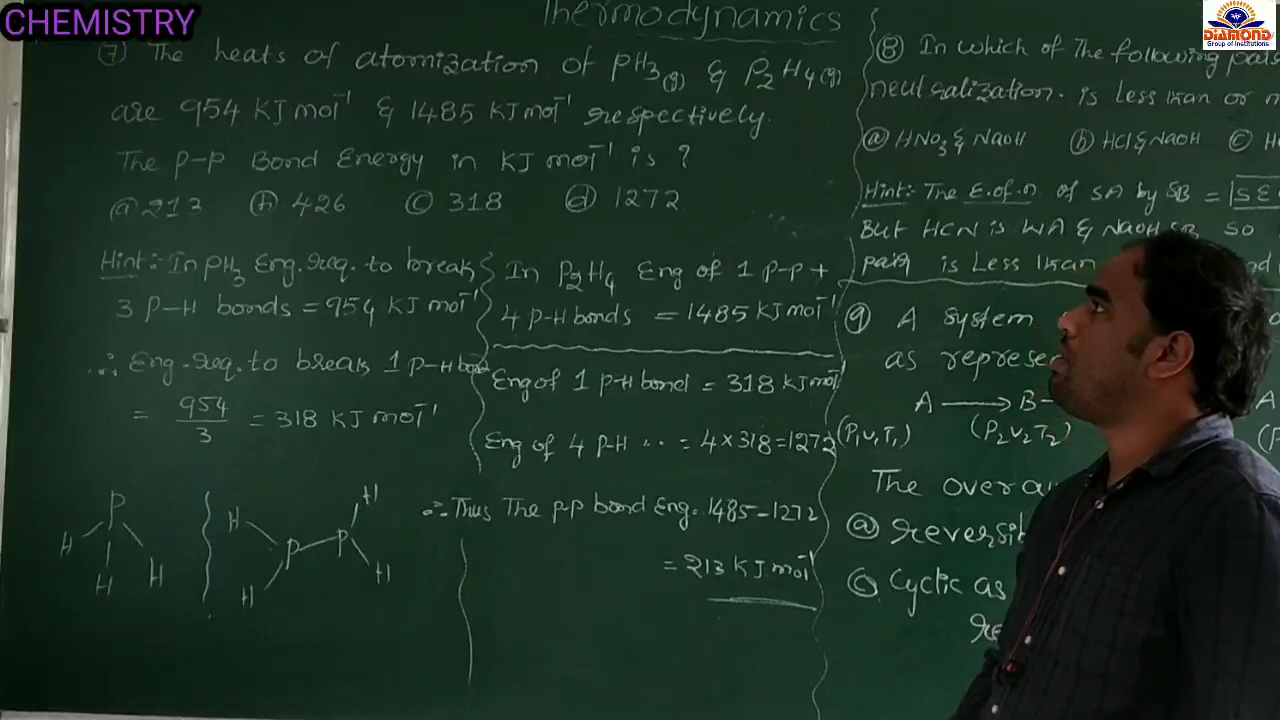 CHEMISTRY
DIAMOND
Group of Institutions
Thermodynamics
⑦ The heats of atomization of PH3(g) & P2H4(g)
are 954 KJ mol⁻¹ & 1485 KJ mol⁻¹ respectively.
The P-P Bond Energy in KJ mol⁻¹ is ?
ⓐ 213 ⓑ 426 ⓒ 318 ⓓ 1272
Hint:- In PH3 Eng. req. to break
3 P-H bonds = 954 KJ mol⁻¹
∴ Eng. req. to break 1 P-H bond
= 954/3 = 318 KJ mol⁻¹
P
H H H
H H
P P
H H
In P2H4 Eng of 1 P-P +
4 P-H bonds = 1485 KJ mol⁻¹
Eng of 1 P-H bond = 318 KJ mol⁻¹
Eng of 4 P-H ,, = 4×318=1272
∴ Thus The P-P bond Eng. 1485-1272
= 213 KJ mol⁻¹
⑧ In which of The following pairs
neutralization. is Less than or
ⓐ HNO3 & NaOH ⓑ HCl & NaOH ⓒ
Hint: The E.of.n of SA by SB =
But HCN is WA & NaOH SB so
pair is Less than
⑨ A system
as
A ⟶ B
(P1V1T1) (P2V2T2)
The
ⓐ
ⓒ Cyclic as